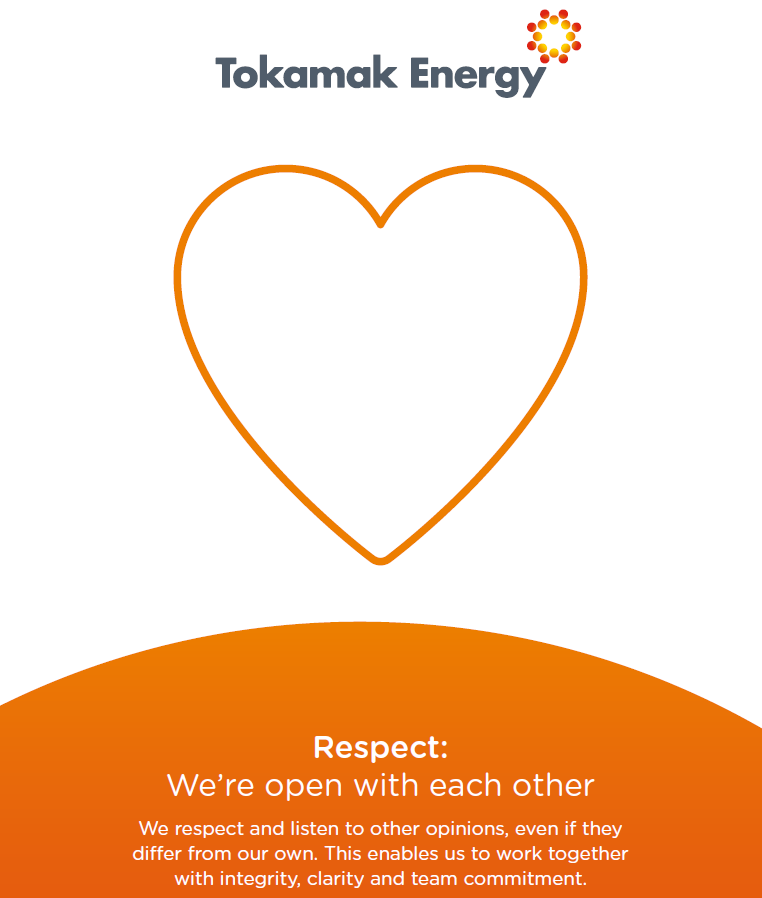 Tokamak Energy
Respect:
We’re open with each other
We respect and listen to other opinions, even if they
differ from our own. This enables us to work together
with integrity, clarity and team commitment.